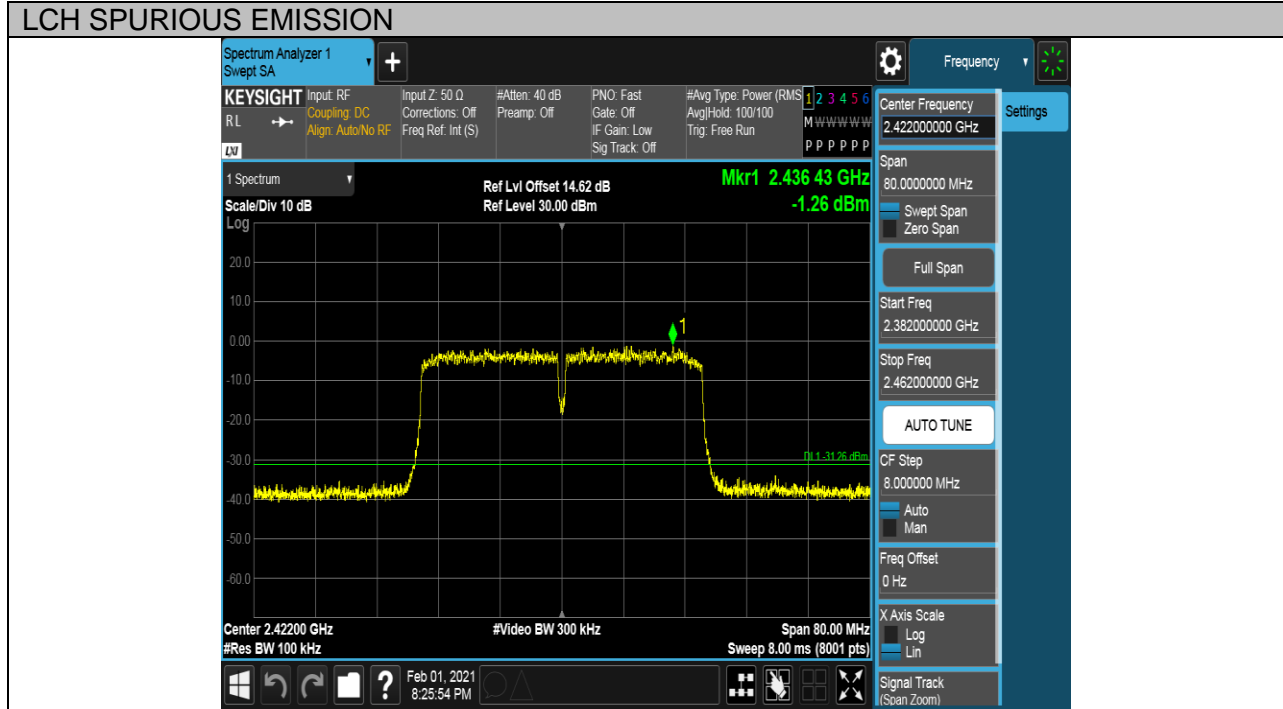 LCH SPURIOUS EMISSION
Spectrum Analyzer 1
Swept SA
+
Frequency
KEYSIGHT
RL
LXI
Input: RF
Coupling: DC
Align: Auto/No RF
Input Z: 50 Ω
Corrections: Off
Freq Ref: Int (S)
#Atten: 40 dB
Preamp: Off
PNO: Fast
Gate: Off
IF Gain: Low
Sig Track: Off
#Avg Type: Power (RMS
Avg|Hold: 100/100
Trig: Free Run
1 2 3 4 5 6
M W W W W W
P P P P P P
1 Spectrum
Scale/Div 10 dB
Log
Ref Lvl Offset 14.62 dB
Ref Level 30.00 dBm
Mkr1 2.436 43 GHz
-1.26 dBm
20.0
10.0
0.00
-10.0
-20.0
-30.0
-40.0
-50.0
-60.0
1
DL1 -31.26 dBm
Center 2.42200 GHz
#Res BW 100 kHz
#Video BW 300 kHz
Span 80.00 MHz
Sweep 8.00 ms (8001 pts)
?
Feb 01, 2021
8:25:54 PM
Center Frequency
2.422000000 GHz
Settings
Span
80.0000000 MHz
Swept Span
Zero Span
Full Span
Start Freq
2.382000000 GHz
Stop Freq
2.462000000 GHz
AUTO TUNE
CF Step
8.000000 MHz
Auto
Man
Freq Offset
0 Hz
X Axis Scale
Log
Lin
Signal Track
(Span Zoom)